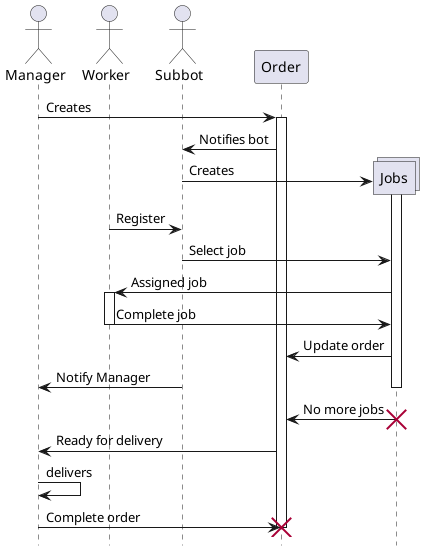 Manager
Worker
Subbot
Order
Creates
Notifies bot
Creates
Jobs
Register
Select job
Assigned job
Complete job
Update order
Notify Manager
No more jobs
Ready for delivery
delivers
Complete order